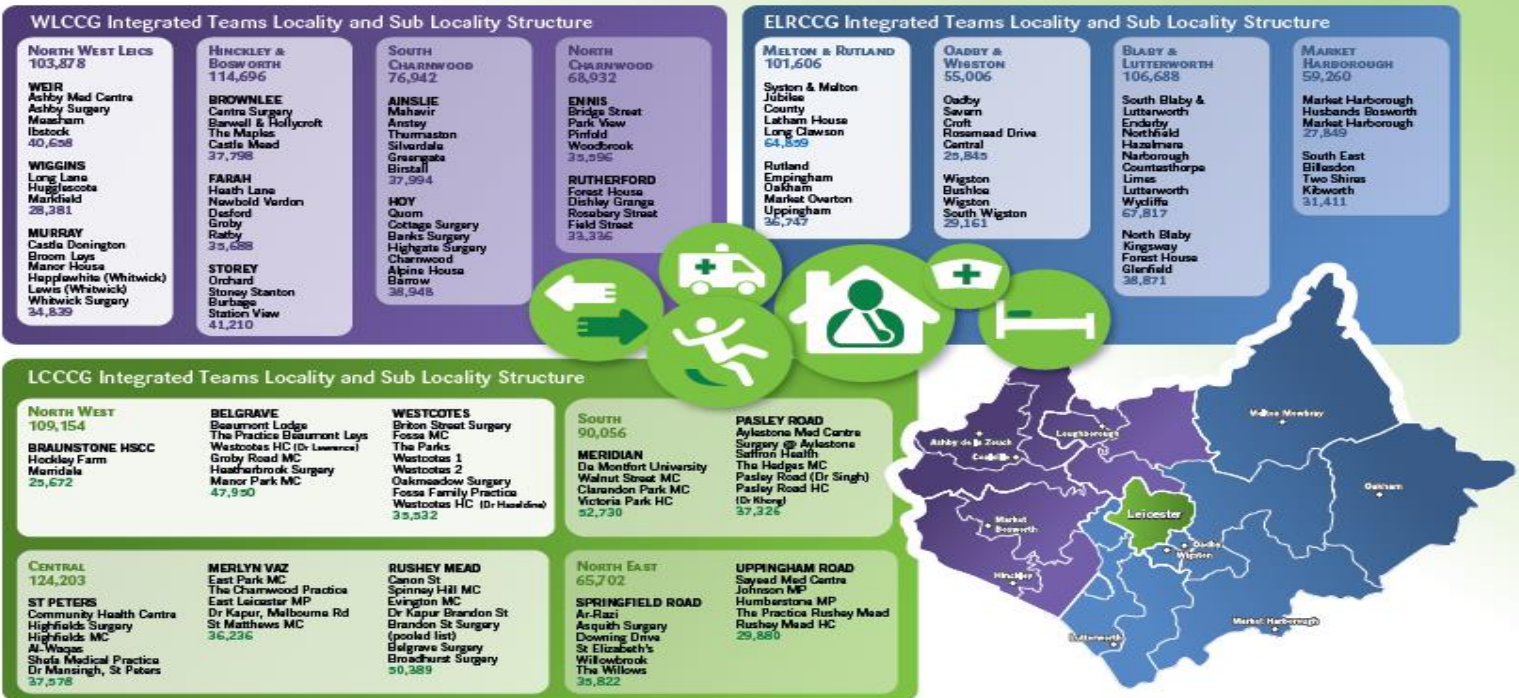 WLCCG Integrated Teams Locality and Sub Locality Structure
NORTH WEST LEICS
103,878
WEIR
Ashby Med Centre
Ashby Surgery
Measham
Ibstock
40,658
WIGGINS
Long Lane
Hugglescote
Markfield
28,381
MURRAY
Castle Donington
Broom Leys
Manor House
Hepplewhite (Whitwick)
Lewis (Whitwick)
Whitwick Surgery
34,839
HINCKLEY &
BOSWORTH
114,696
BROWNLEE
Centre Surgery
Barwell & Hollycroft
The Maples
Castle Mead
37,798
FARAH
Heath Lane
Newbold Verdon
Desford
Groby
Ratby
35,688
STOREY
Orchard
Stoney Stanton
Burbage
Station View
41,210
SOUTH
CHARNWOOD
76,942
AINSLIE
Mahavir
Anstey
Thurmaston
Silverdale
Greengate
Birstall
37,994
HOY
Quorn
Cottage Surgery
Banks Surgery
Highgate Surgery
Charnwood
Alpine House
Barrow
38,948
NORTH
CHARNWOOD
68,932
ENNIS
Bridge Street
Park View
Pinfold
Woodbrook
35,596
RUTHERFORD
Forest House
Dishley Grange
Rosebery Street
Field Street
33,336
ELRCCG Integrated Teams Locality and Sub Locality Structure
MELTON & RUTLAND
101,606
Syston & Melton
Jubilee
County
Latham House
Long Clawson
64,859
Rutland
Empingham
Oakham
Market Overton
Uppingham
36,747
OADBY &
WIGSTON
55,006
Oadby
Severn
Croft
Rosemead Drive
Central
25,845
Wigston
Bushloe
Wigston
South Wigston
29,161
BLABY &
LUTTERWORTH
106,688
South Blaby &
Lutterworth
Enderby
Northfield
Hazelmere
Narborough
Countesthorpe
Limes
Lutterworth
Wycliffe
67,817
North Blaby
Kingsway
Forest House
Glenfield
38,871
MARKET
HARBOROUGH
59,260
Market Harborough
Husbands Bosworth
Market Harborough
27,849
South East
Billesdon
Two Shires
Kibworth
31,411
LCCCG Integrated Teams Locality and Sub Locality Structure
NORTH WEST
109,154
BRAUNSTONE HSCC
Hockley Farm
Merridale
25,672
BELGRAVE
Beaumont Lodge
The Practice Beaumont Leys
Westcotes HC (Dr Lawrence)
Groby Road MC
Heatherbrook Surgery
Manor Park MC
47,950
WESTCOTES
Briton Street Surgery
Fosse MC
The Parks
Westcotes 1
Westcotes 2
Oakmeadow Surgery
Fosse Family Practice
Westcotes HC (Dr Hazeldine)
35,532
SOUTH
90,056
MERIDIAN
De Montfort University
Walnut Street MC
Clarendon Park MC
Victoria Park HC
52,730
PASLEY ROAD
Aylestone Med Centre
Surgery @ Aylestone
Saffron Health
The Hedges MC
Pasley Road (Dr Singh)
Pasley Road HC
(Dr Khong)
37,326
CENTRAL
124,203
ST PETERS
Community Health Centre
Highfields Surgery
Highfields MC
Al-Waqas
Shefa Medical Practice
Dr Mansingh, St Peters
37,578
MERLYN VAZ
East Park MC
The Charnwood Practice
East Leicester MP
Dr Kapur, Melbourne Rd
St Matthews MC
36,236
RUSHEY MEAD
Canon St
Spinney Hill MC
Evington MC
Dr Kapur Brandon St
Brandon St Surgery
(pooled list)
Belgrave Surgery
Broadhurst Surgery
50,389
NORTH EAST
65,702
SPRINGFIELD ROAD
Ar-Razi
Asquith Surgery
Downing Drive
St Elizabeth's
Willowbrook
The Willows
35,822
UPPINGHAM ROAD
Sayeed Med Centre
Johnson MP
Humberstone MP
The Practice Rushey Mead
Rushey Mead HC
29,880
Melton Mowbray
Ashby de la Zouch
Loughborough
Coalville
Oakham
Leicester
Market
Bosworth
Oadby
Wigston
Hinckley
Market Harborough
Lutterworth